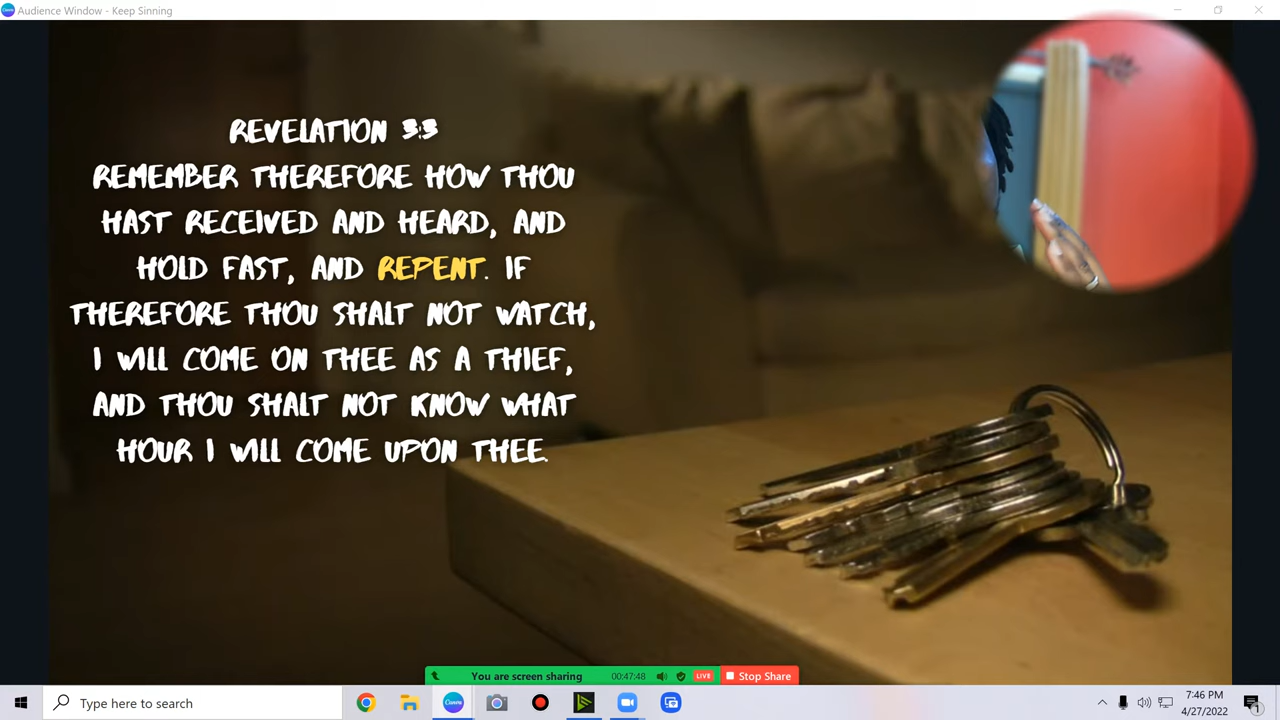 Audience Window - Keep Sinning
REVELATION 3:3
REMEMBER THEREFORE HOW THOU
HAST RECEIVED AND HEARD, AND
HOLD FAST, AND REPENT. IF
THEREFORE THOU SHALT NOT WATCH,
I WILL COME ON THEE AS A THIEF,
AND THOU SHALT NOT KNOW WHAT
HOUR I WILL COME UPON THEE.
You are screen sharing 00:47:48 LIVE Stop Share
Type here to search
7:46 PM
4/27/2022
1